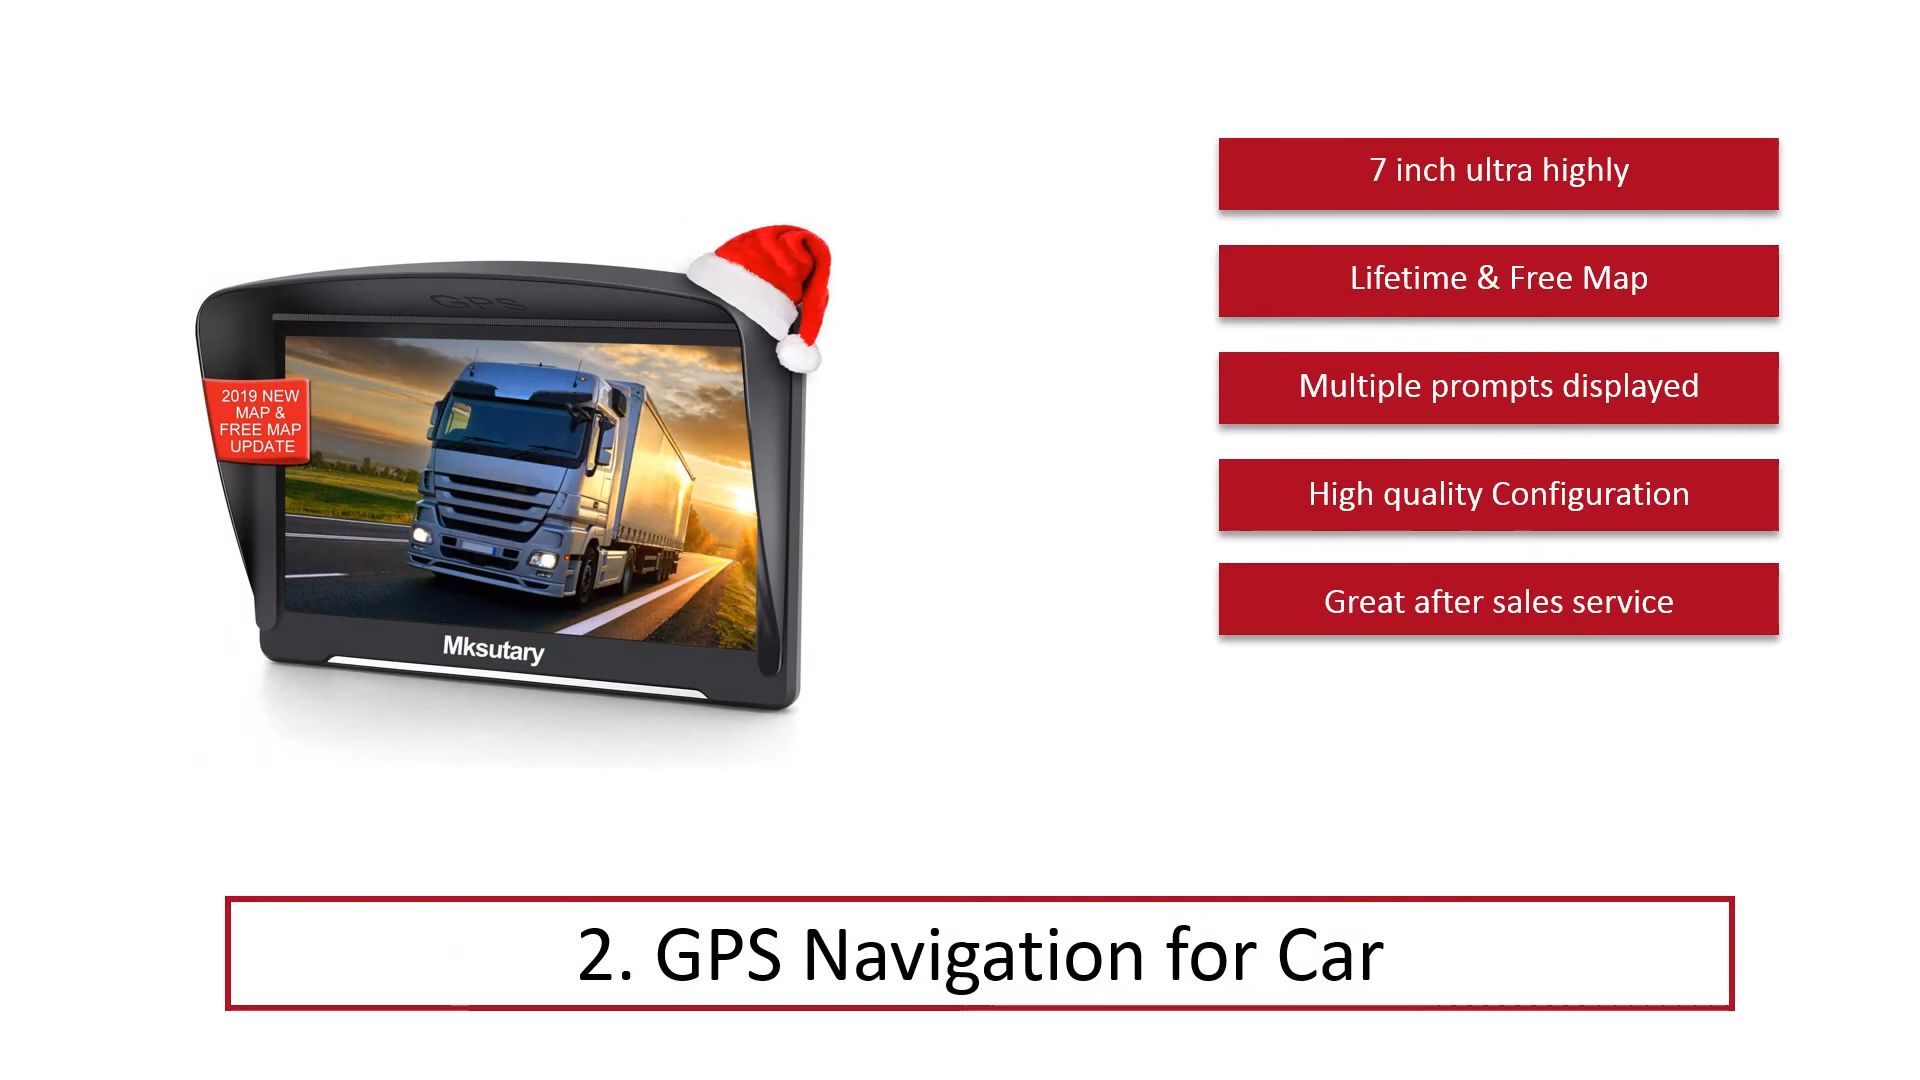 GPS
2019 NEW
MAP &
FREE MAP
UPDATE
Mksutary
7 inch ultra highly
Lifetime & Free Map
Multiple prompts displayed
High quality Configuration
Great after sales service
2. GPS Navigation for Car